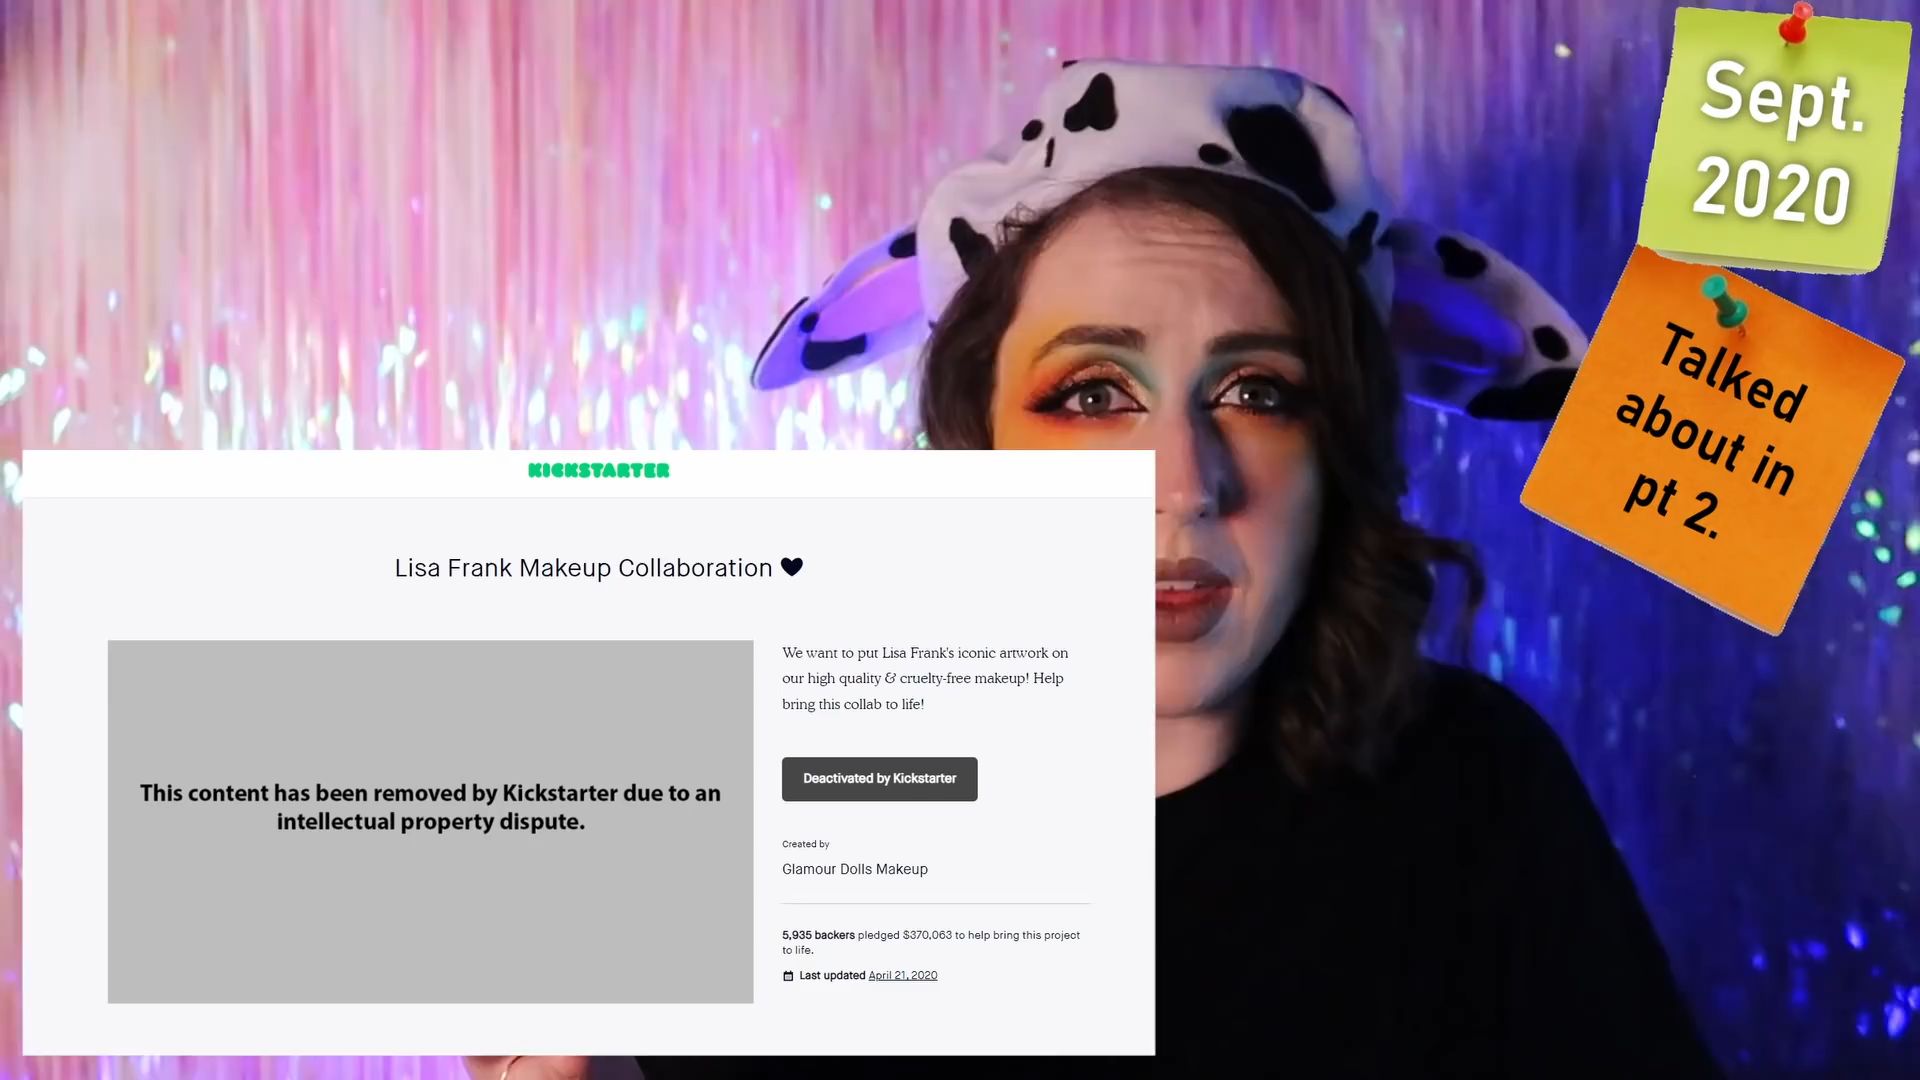 Sept.
2020
Talked
about in
pt 2.
KICKSTARTER
Lisa Frank Makeup Collaboration 🖤
This content has been removed by Kickstarter due to an
intellectual property dispute.
We want to put Lisa Frank's iconic artwork on
our high quality & cruelty-free makeup! Help
bring this collab to life!
Deactivated by Kickstarter
Created by
Glamour Dolls Makeup
5,935 backers pledged $370,063 to help bring this project
to life.
Last updated April 21, 2020